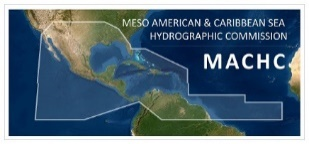 MESO AMERICAN & CARIBBEAN SEA
HYDROGRAPHIC COMMISSION
MACHC